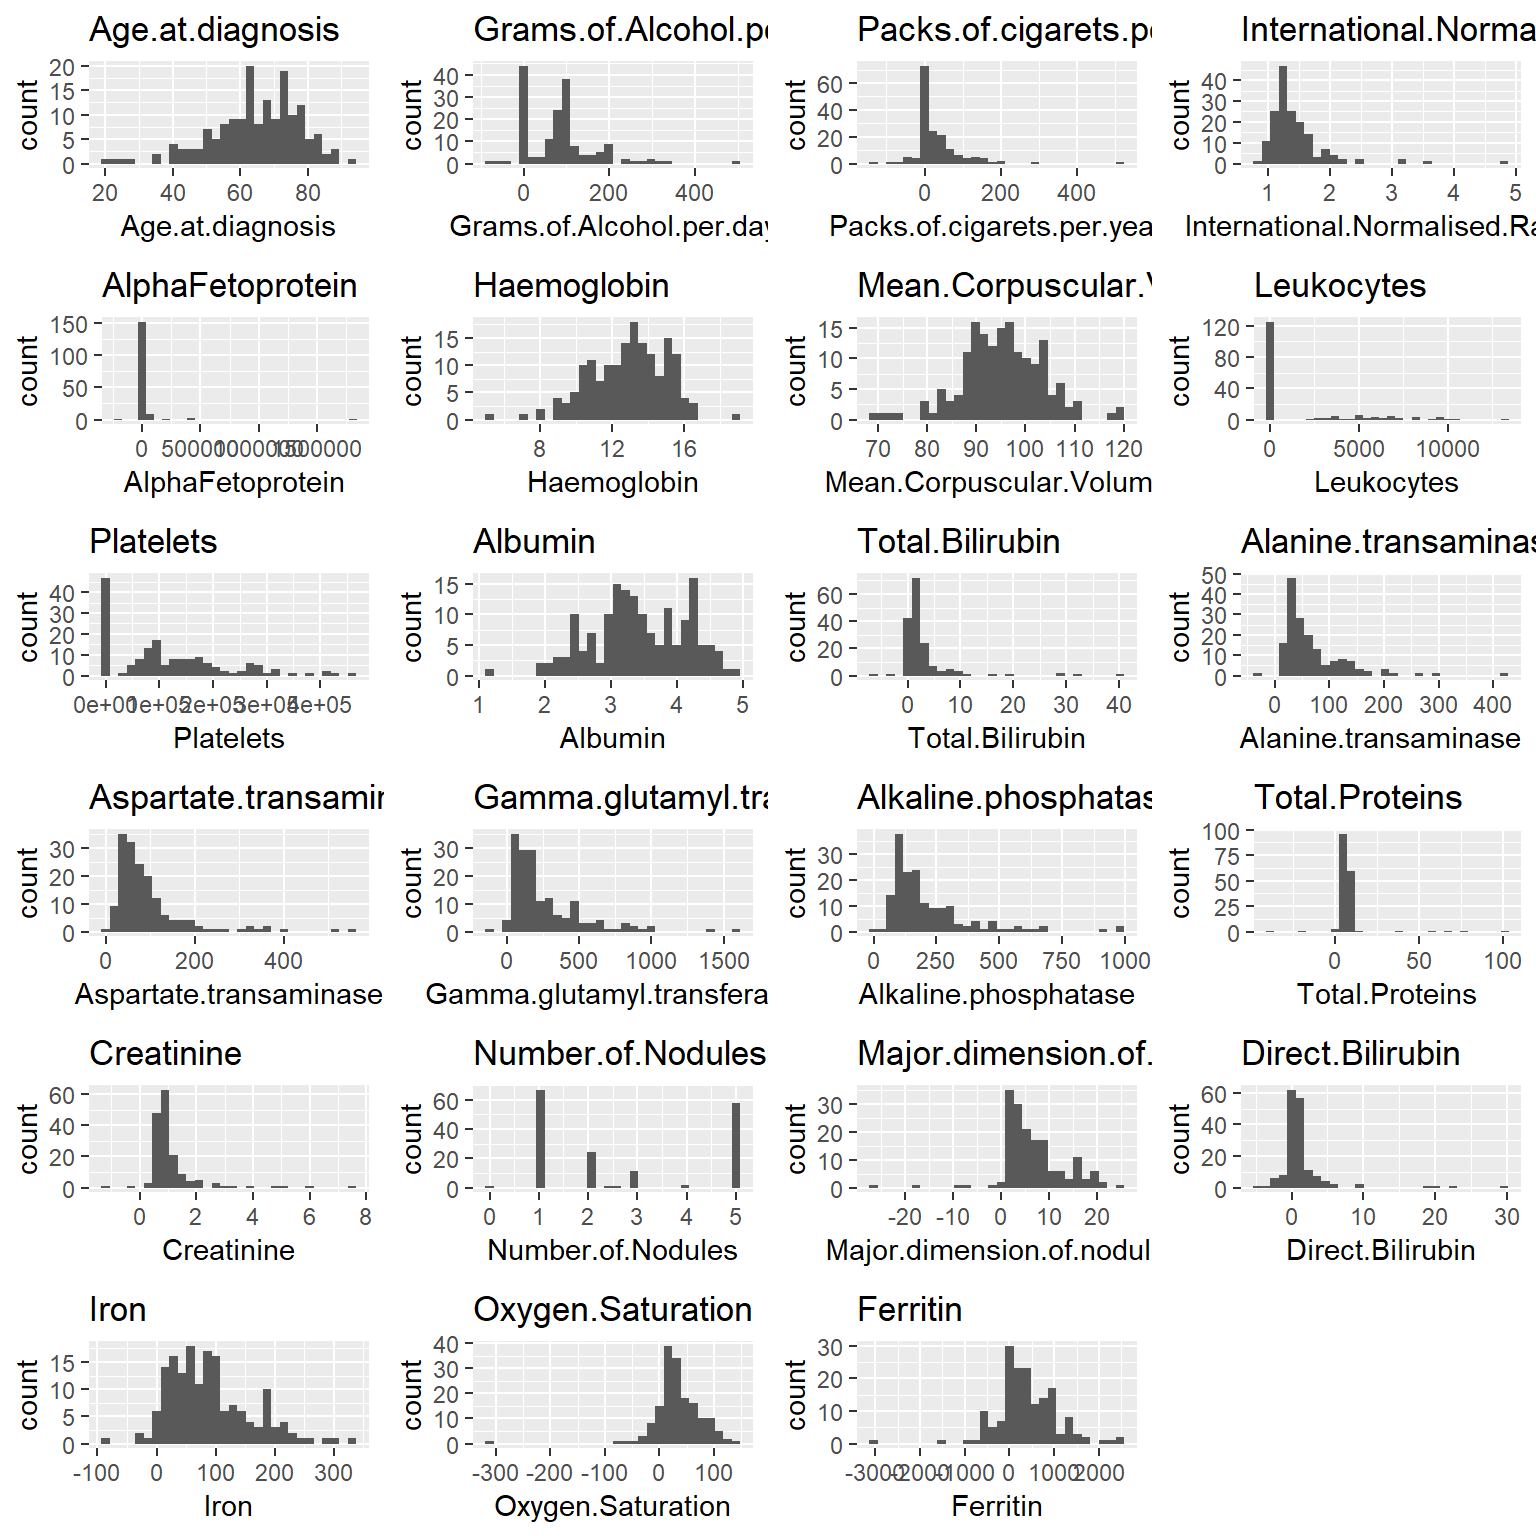 Age.at.diagnosis
count
20
15
10
5
0
20 40 60 80
Age.at.diagnosis
Grams.of.Alcohol.pe
count
40
30
20
10
0
0 200 400
Grams.of.Alcohol.per.day
Packs.of.cigarets.pe
count
60
40
20
0
0 200 400
Packs.of.cigarets.per.yea
International.Norma
count
40
30
20
10
0
1 2 3 4 5
International.Normalised.Ra
AlphaFetoprotein
count
150
100
50
0
0 500000 1000000 1500000
AlphaFetoprotein
Haemoglobin
count
15
10
5
0
8 12 16
Haemoglobin
Mean.Corpuscular.V
count
15
10
5
0
70 80 90 100 110 120
Mean.Corpuscular.Volum
Leukocytes
count
120
80
40
0
0 5000 10000
Leukocytes
Platelets
count
40
30
20
10
0
0e+00 1e+05 2e+05 3e+05 4e+05
Platelets
Albumin
count
15
10
5
0
1 2 3 4 5
Albumin
Total.Bilirubin
count
60
40
20
0
0 10 20 30 40
Total.Bilirubin
Alanine.transaminas
count
50
40
30
20
10
0
0 100 200 300 400
Alanine.transaminase
Aspartate.transamin
count
30
20
10
0
0 200 400
Aspartate.transaminase
Gamma.glutamyl.tra
count
30
20
10
0
0 500 1000 1500
Gamma.glutamyl.transfera
Alkaline.phosphatas
count
30
20
10
0
0 250 500 750 1000
Alkaline.phosphatase
Total.Proteins
count
100
75
50
25
0
0 50 100
Total.Proteins
Creatinine
count
60
40
20
0
0 2 4 6 8
Creatinine
Number.of.Nodules
count
60
40
20
0
0 1 2 3 4 5
Number.of.Nodules
Major.dimension.of.
count
30
20
10
0
-20 -10 0 10 20
Major.dimension.of.nodul
Direct.Bilirubin
count
60
40
20
0
0 10 20 30
Direct.Bilirubin
Iron
count
15
10
5
0
-100 0 100 200 300
Iron
Oxygen.Saturation
count
40
30
20
10
0
-300 -200 -100 0 100
Oxygen.Saturation
Ferritin
count
30
20
10
0
-3000 -2000 -1000 0 1000 2000
Ferritin